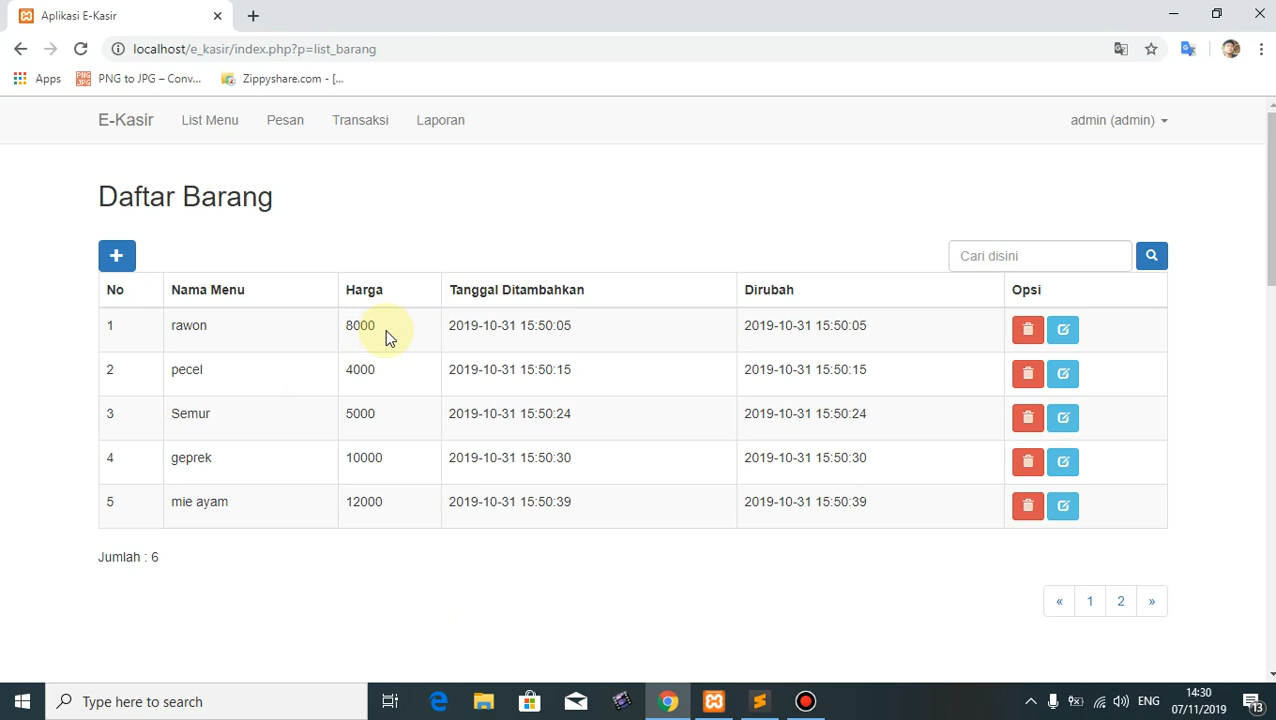 Aplikasi E-Kasir
localhost/e_kasir/index.php?p=list_barang
Apps PNG to JPG – Conv... Zippyshare.com - [...
E-Kasir List Menu Pesan Transaksi Laporan admin (admin)
Daftar Barang
Cari disini
No Nama Menu Harga Tanggal Ditambahkan Dirubah Opsi
1 rawon 8000 2019-10-31 15:50:05 2019-10-31 15:50:05
2 pecel 4000 2019-10-31 15:50:15 2019-10-31 15:50:15
3 Semur 5000 2019-10-31 15:50:24 2019-10-31 15:50:24
4 geprek 10000 2019-10-31 15:50:30 2019-10-31 15:50:30
5 mie ayam 12000 2019-10-31 15:50:39 2019-10-31 15:50:39
Jumlah : 6
« 1 2 »
Type here to search
ENG
14:30
07/11/2019
13